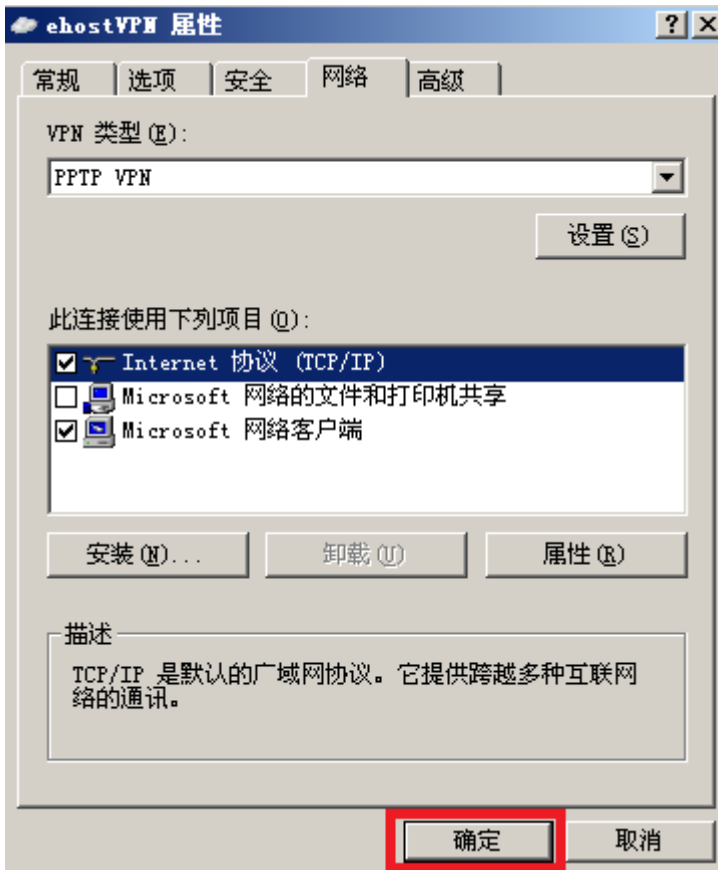 ehostVPN 属性
常规 选项 安全 网络 高级
VPN 类型(E):
PPTP VPN
设置(S)
此连接使用下列项目(O):
Internet 协议 (TCP/IP)
Microsoft 网络的文件和打印机共享
Microsoft 网络客户端
安装(N)... 卸载(U) 属性(R)
描述
TCP/IP 是默认的广域网协议。它提供跨越多种互联网
络的通讯。
确定 取消